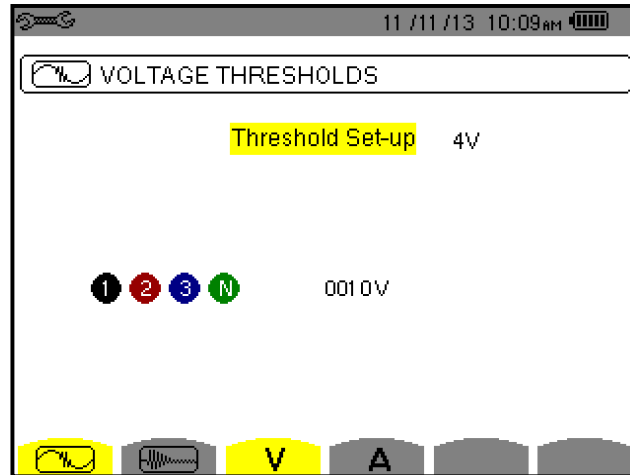 11 /11 /13 10:09AM
VOLTAGE THRESHOLDS
Threshold Set-up 4V
1 2 3 N 0010V
V A